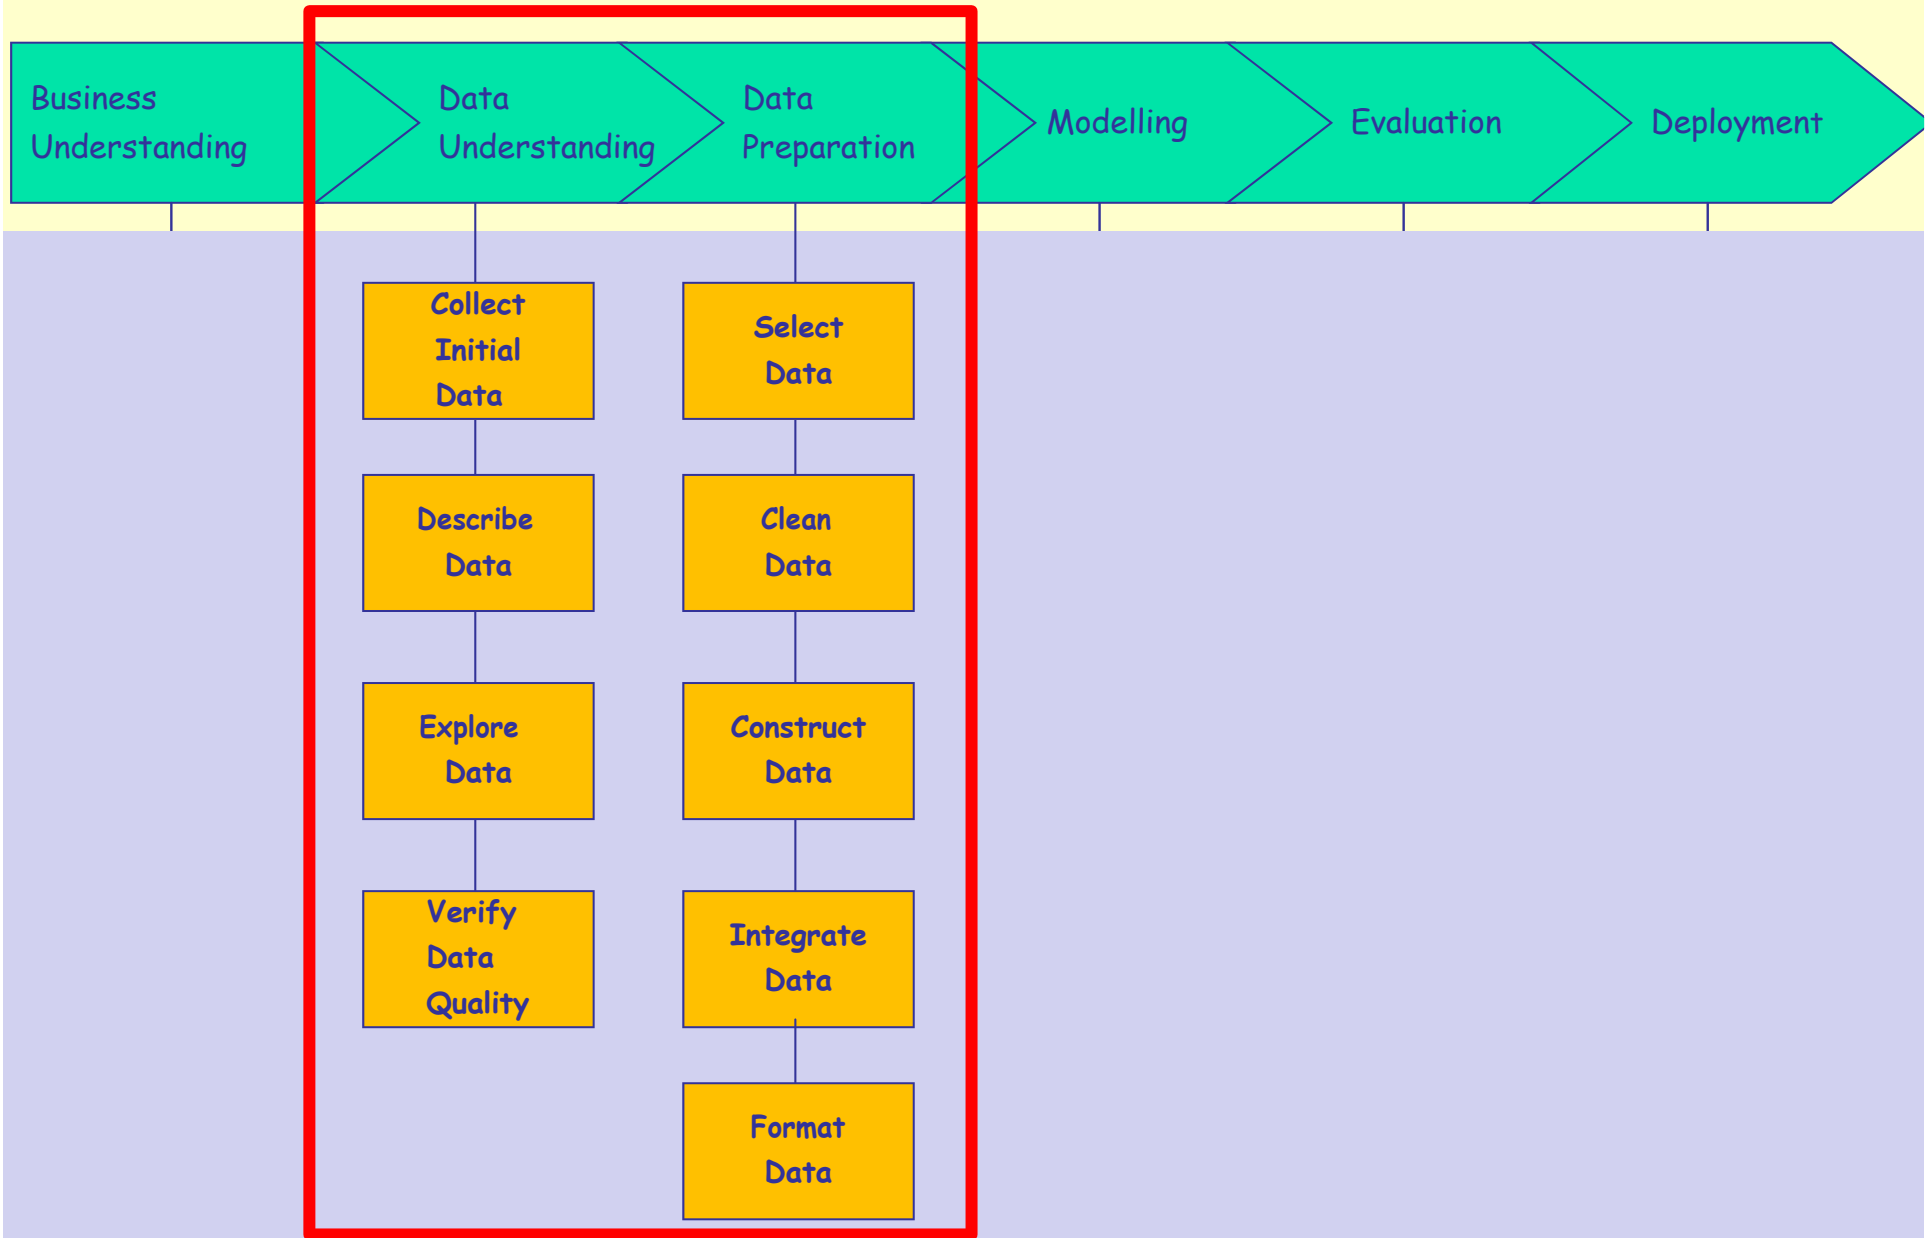 Business
Understanding
Data
Understanding
Data
Preparation
Modelling
Evaluation
Deployment
Collect
Initial
Data
Describe
Data
Explore
Data
Verify
Data
Quality
Select
Data
Clean
Data
Construct
Data
Integrate
Data
Format
Data